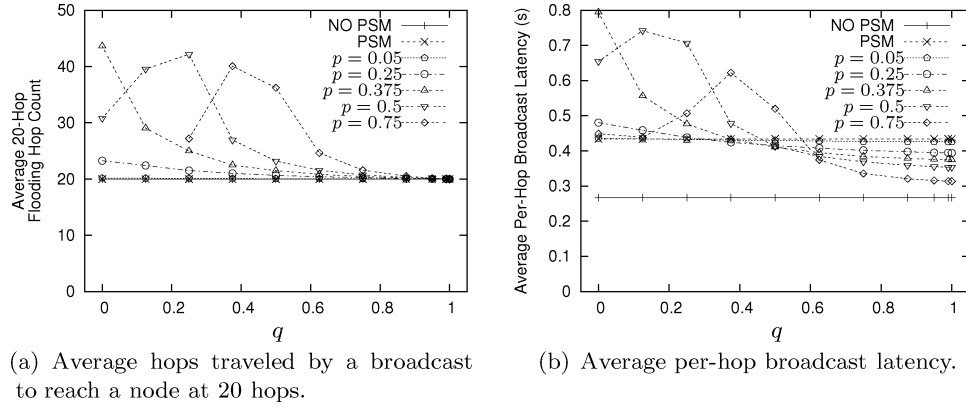 50
40
30
20
10
0
Average 20-Hop
Flooding Hop Count
NO PSM
PSM
p = 0.05
p = 0.25
p = 0.375
p = 0.5
p = 0.75
0 0.2 0.4 0.6 0.8 1
q
(a) Average hops traveled by a broadcast
to reach a node at 20 hops.
0.8
0.7
0.6
0.5
0.4
0.3
0.2
Average Per-Hop Broadcast Latency (s)
NO PSM
PSM
p = 0.05
p = 0.25
p = 0.375
p = 0.5
p = 0.75
0 0.2 0.4 0.6 0.8 1
q
(b) Average per-hop broadcast latency.